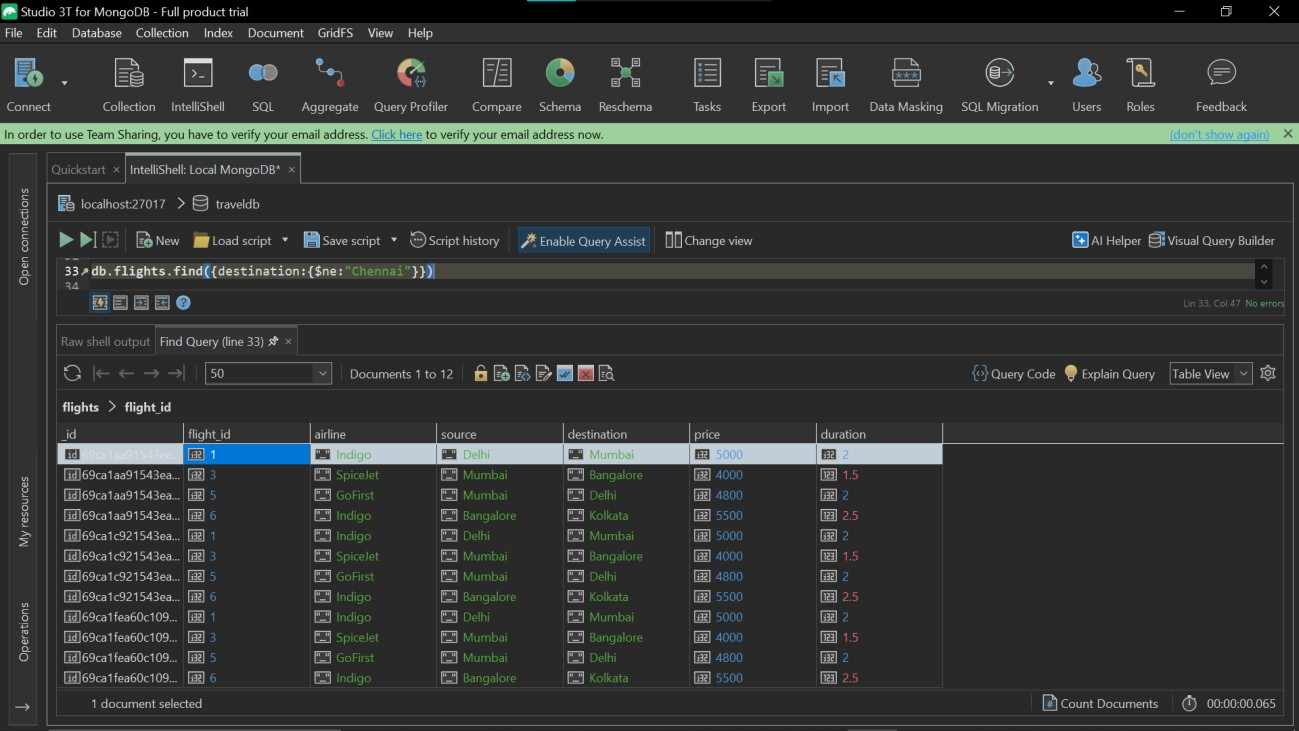 Studio 3T for MongoDB - Full product trial
File Edit Database Collection Index Document GridFS View Help
Connect Collection IntelliShell SQL Aggregate Query Profiler Compare Schema Reschema Tasks Export Import Data Masking SQL Migration Users Roles Feedback
In order to use Team Sharing, you have to verify your email address. Click here to verify your email address now. (don't show again)
Open connections
My resources
Operations
Quickstart IntelliShell: Local MongoDB*
localhost:27017 traveldb
New Load script Save script Script history Enable Query Assist Change view AI Helper Visual Query Builder
33 db.flights.find({destination:{$ne:"Chennai"}})
34
Lin 33, Col 47 No errors
Raw shell output Find Query (line 33)
50 Documents 1 to 12 Query Code Explain Query Table View
flights > flight_id
_id flight_id airline source destination price duration
69ca1aa91543ea... 1 Indigo Delhi Mumbai 5000 2
69ca1aa91543ea... 3 SpiceJet Mumbai Bangalore 4000 1.5
69ca1aa91543ea... 5 GoFirst Mumbai Delhi 4800 2
69ca1aa91543ea... 6 Indigo Bangalore Kolkata 5500 2.5
69ca1c921543ea... 1 Indigo Delhi Mumbai 5000 2
69ca1c921543ea... 3 SpiceJet Mumbai Bangalore 4000 1.5
69ca1c921543ea... 5 GoFirst Mumbai Delhi 4800 2
69ca1c921543ea... 6 Indigo Bangalore Kolkata 5500 2.5
69ca1fea60c109... 1 Indigo Delhi Mumbai 5000 2
69ca1fea60c109... 3 SpiceJet Mumbai Bangalore 4000 1.5
69ca1fea60c109... 5 GoFirst Mumbai Delhi 4800 2
69ca1fea60c109... 6 Indigo Bangalore Kolkata 5500 2.5
1 document selected Count Documents 00:00:00.065